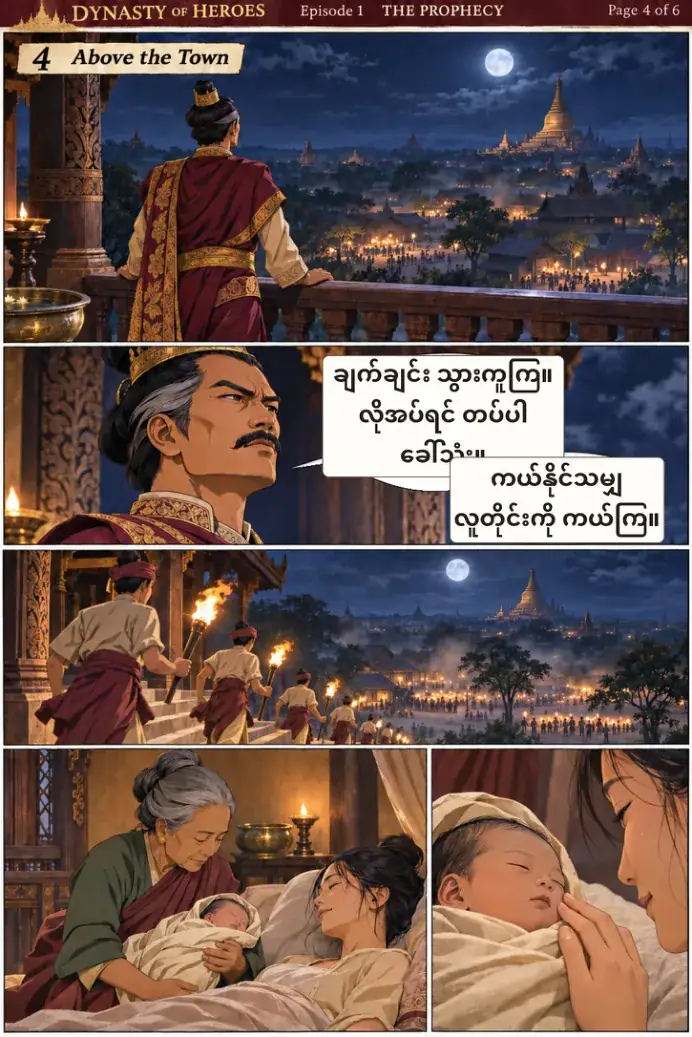 DYNASTY OF HEROES Episode 1 THE PROPHECY Page 4 of 6
4 Above the Town
ချက်ချင်း သွားကူကြ။
လိုအပ်ရင် တပ်ပါ
ခေါ်သုံး။
ကယ်နိုင်သမျှ
လူတိုင်းကို ကယ်ကြ။